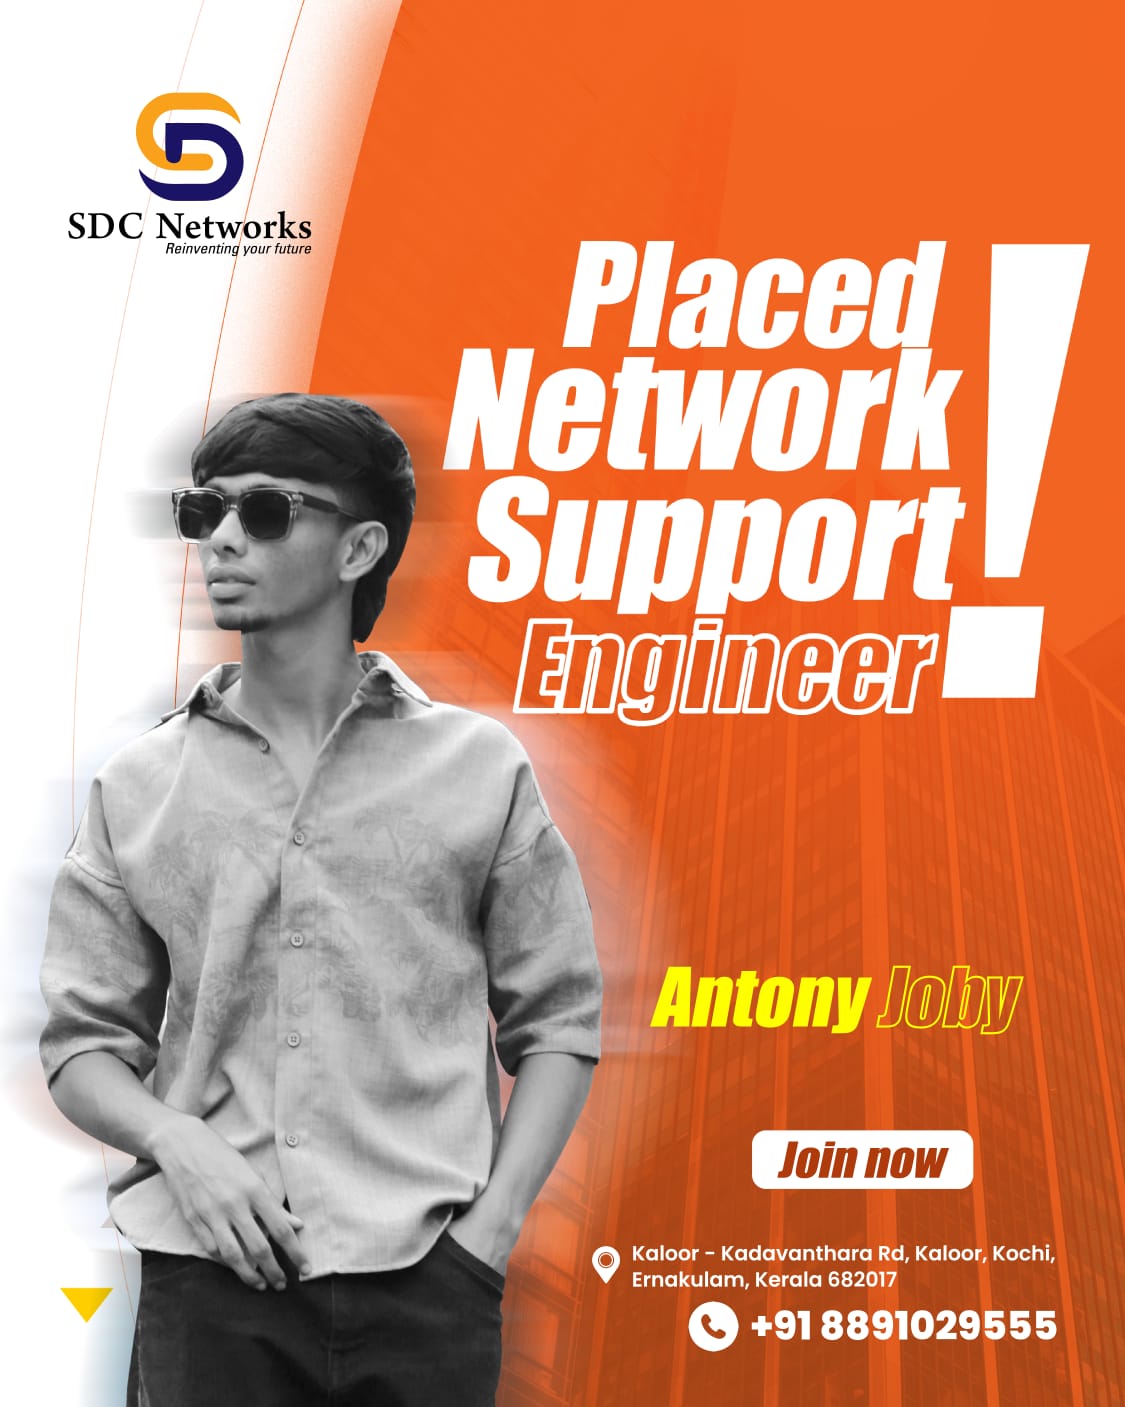 SDC Networks
Reinventing your future
Placed
Network
Support
Engineer!
Antony Joby
Join now
Kaloor - Kadavanthara Rd, Kaloor, Kochi,
Ernakulam, Kerala 682017
+91 8891029555